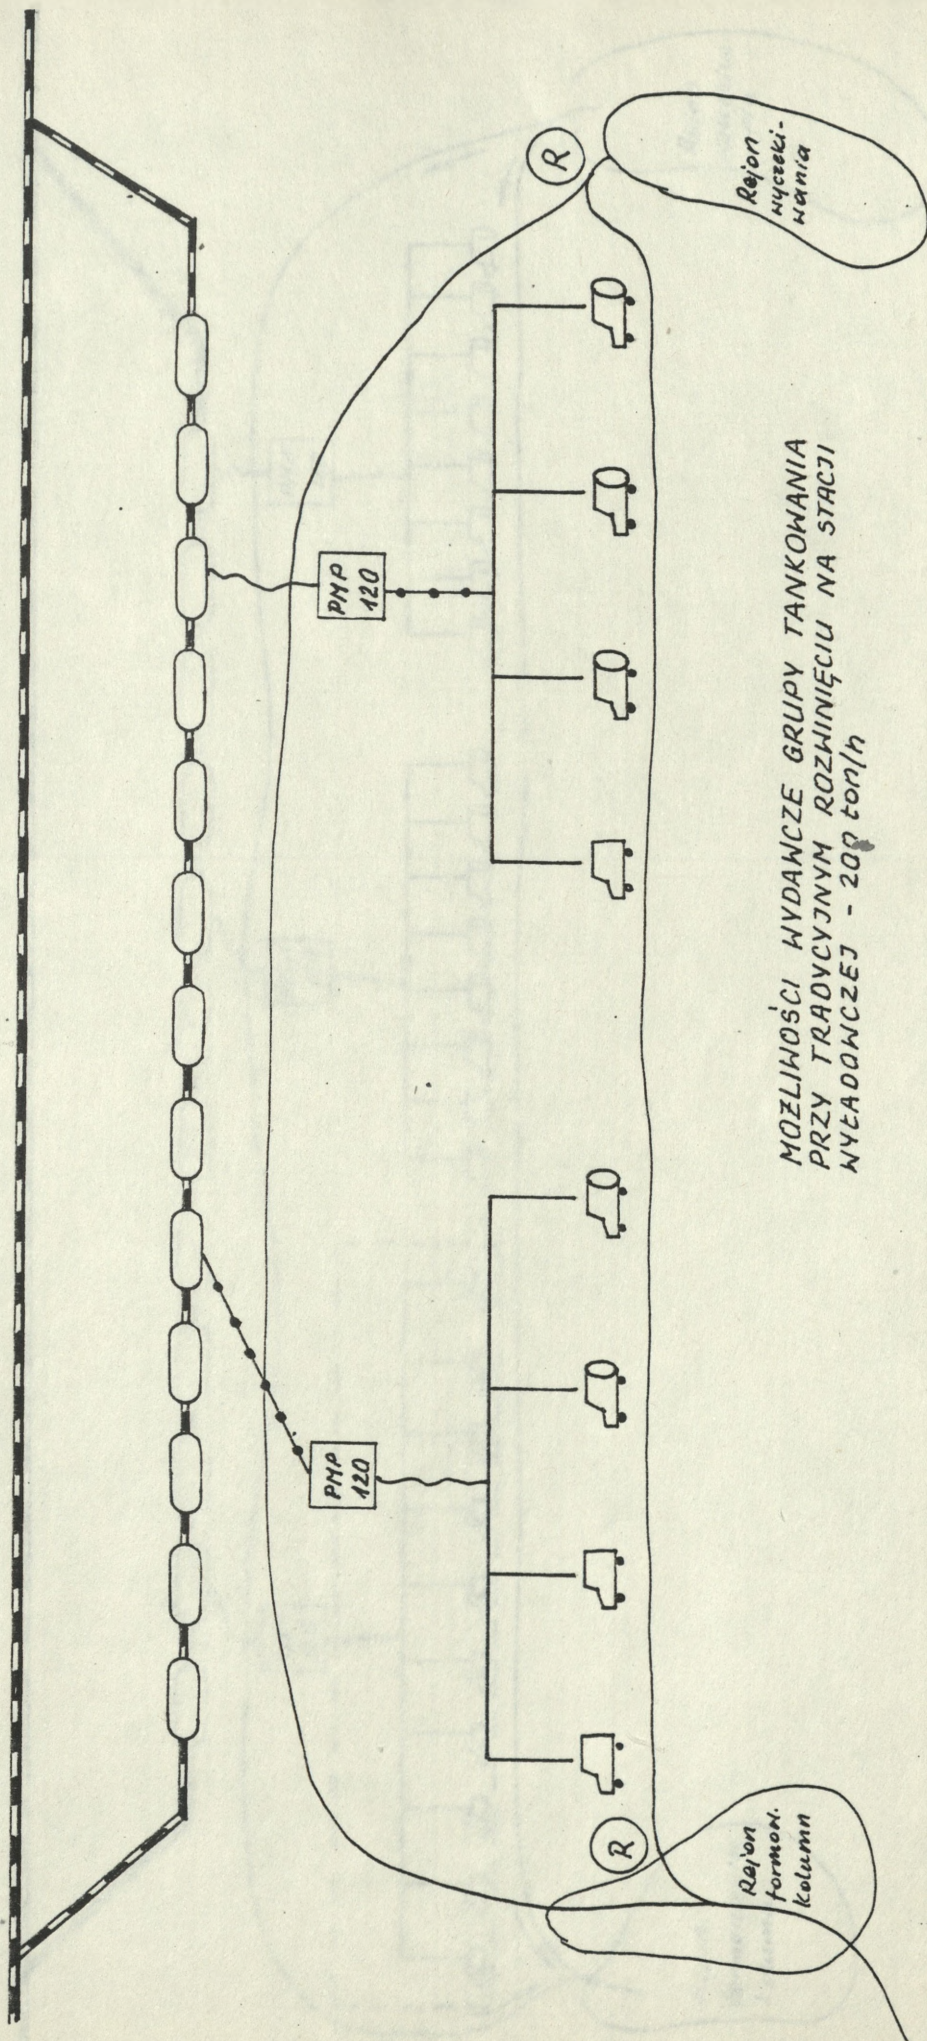 R
Rejon
wyczeki-
wania
PMP
120
PMP
120
R
Rejon
formow.
kolumn
MOŻLIWOŚCI WYDAWCZE GRUPY TANKOWANIA
PRZY TRADYCYJNYM ROZWINIĘCIU NA STACJI
WYŁADOWCZEJ - 200 ton/h